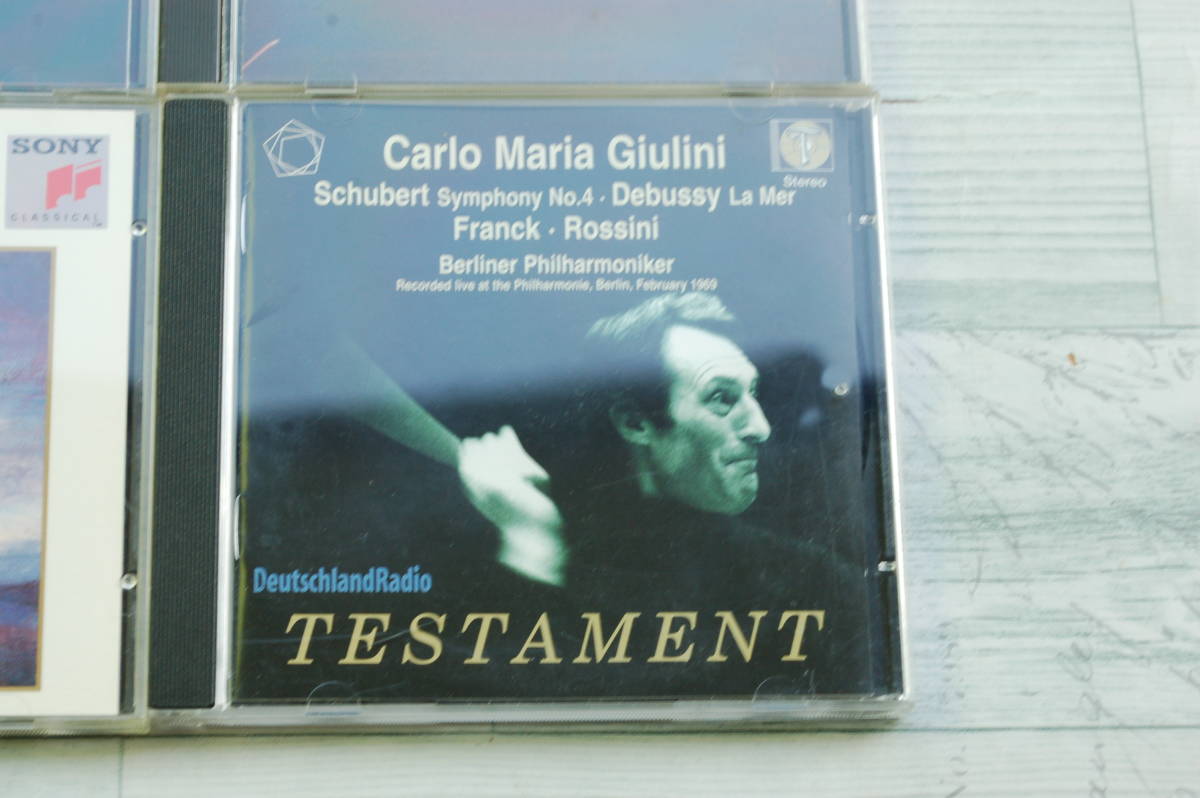 SONY
CLASSICAL
Carlo Maria Giulini
T
Stereo
Schubert Symphony No.4 · Debussy La Mer
Franck · Rossini
Berliner Philharmoniker
Recorded live at the Philharmonie, Berlin, February 1969
DeutschlandRadio
TESTAMENT